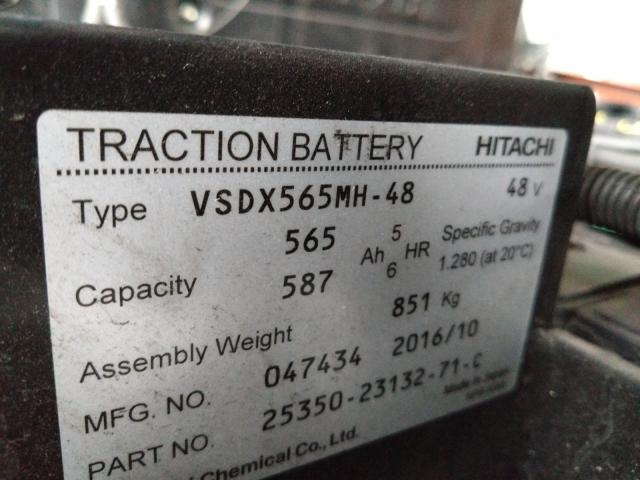 TRACTION BATTERY HITACHI
Type VSDX565MH-48 48 V
565 5 Specific Gravity
Capacity Ah HR 1.280 (at 20°C)
587 6
Assembly Weight 851 Kg
MFG. NO. 047434 2016/10
PART NO. 25350-23132-71-C
Made in Japan
Chemical Co., Ltd.